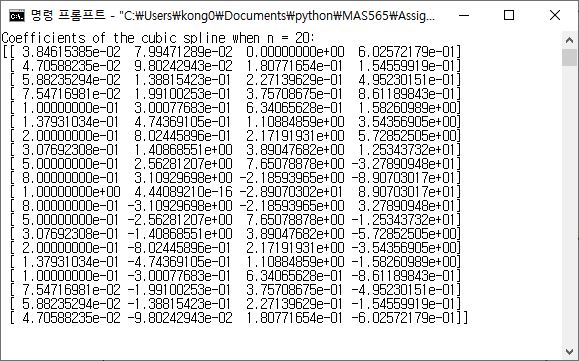 명령 프롬프트 - "C:₩Users₩kong0₩Documents₩python₩MAS565₩Assig...
Coefficients of the cubic spline when n = 20:
[[ 3.84615385e-02  7.99471289e-02  0.00000000e+00  6.02572179e-01]
 [ 4.70588235e-02  9.80242943e-02  1.80771654e-01  1.54559919e-01]
 [ 5.88235294e-02  1.38815423e-01  2.27139629e-01  4.95230151e-01]
 [ 7.54716981e-02  1.99100253e-01  3.75708675e-01  8.61189843e-01]
 [ 1.00000000e-01  3.00077683e-01  6.34065628e-01  1.58260989e+00]
 [ 1.37931034e-01  4.74369105e-01  1.10884859e+00  3.54356905e+00]
 [ 2.00000000e-01  8.02445896e-01  2.17191931e+00  5.72852505e+00]
 [ 3.07692308e-01  1.40868551e+00  3.89047682e+00  1.25343732e+01]
 [ 5.00000000e-01  2.56281207e+00  7.65078878e+00 -3.27890948e+01]
 [ 8.00000000e-01  3.10929698e+00 -2.18593965e+00 -8.90703017e+01]
 [ 1.00000000e+00  4.44089210e-16 -2.89070302e+01  8.90703017e+01]
 [ 8.00000000e-01 -3.10929698e+00 -2.18593965e+00  3.27890948e+01]
 [ 5.00000000e-01 -2.56281207e+00  7.65078878e+00 -1.25343732e+01]
 [ 3.07692308e-01 -1.40868551e+00  3.89047682e+00 -5.72852505e+00]
 [ 2.00000000e-01 -8.02445896e-01  2.17191931e+00 -3.54356905e+00]
 [ 1.37931034e-01 -4.74369105e-01  1.10884859e+00 -1.58260989e+00]
 [ 1.00000000e-01 -3.00077683e-01  6.34065628e-01 -8.61189843e-01]
 [ 7.54716981e-02 -1.99100253e-01  3.75708675e-01 -4.95230151e-01]
 [ 5.88235294e-02 -1.38815423e-01  2.27139629e-01 -1.54559919e-01]
 [ 4.70588235e-02 -9.80242943e-02  1.80771654e-01 -6.02572179e-01]]